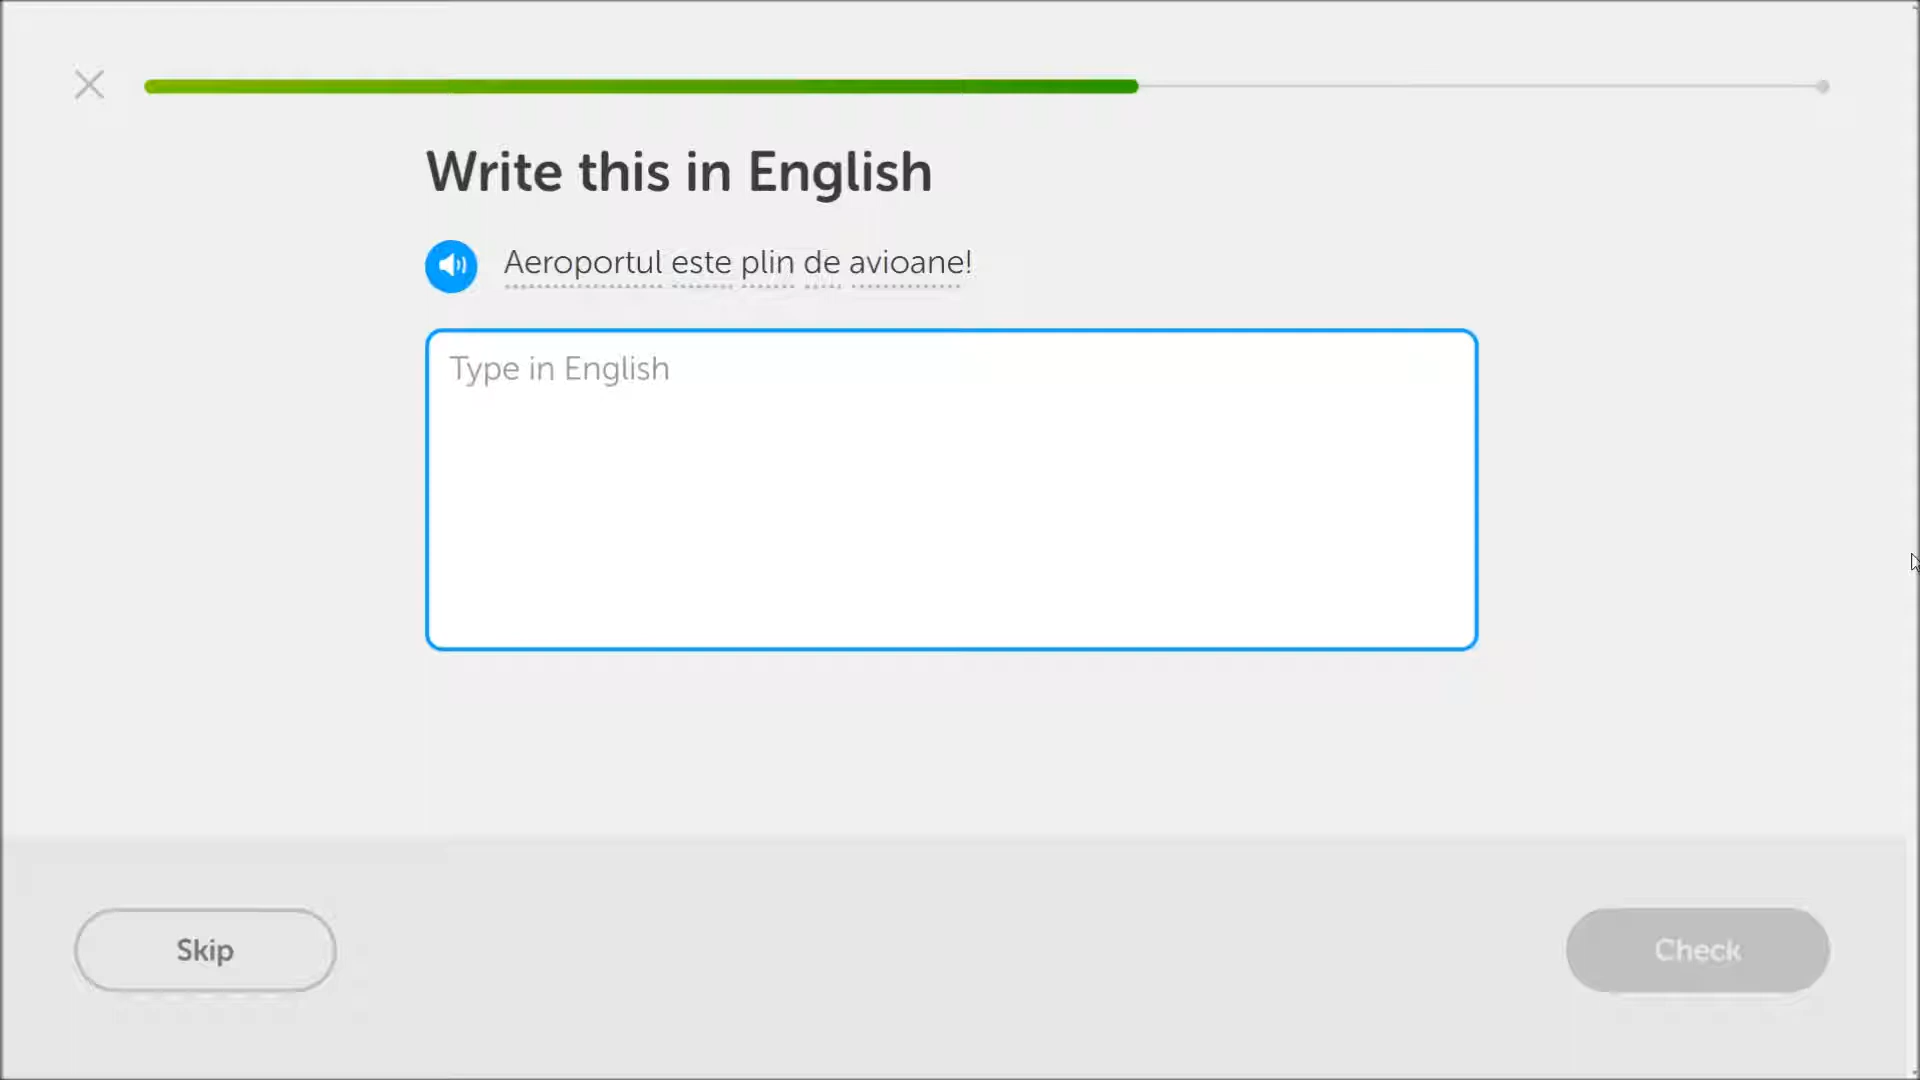 Write this in English
Aeroportul este plin de avioane!
Type in English
Skip
Check